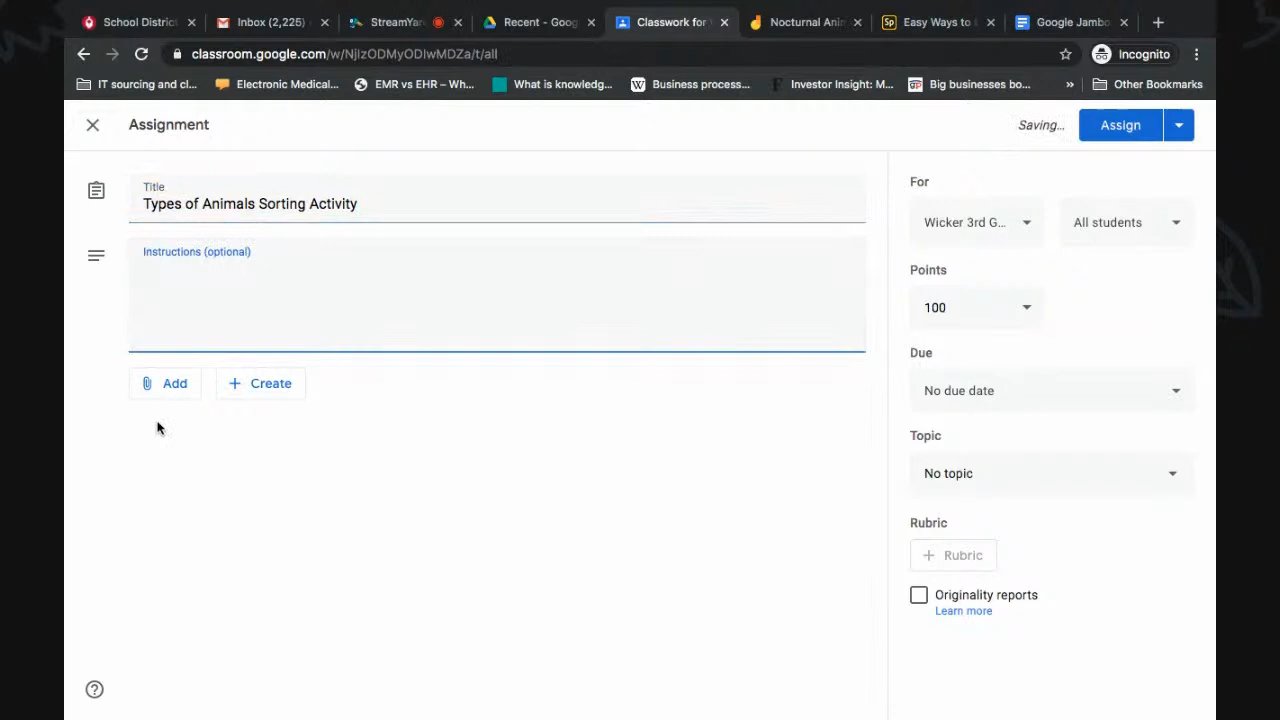 School District
Inbox (2,225)
StreamYar
Recent - Goog
Classwork for
Nocturnal Ani
Easy Ways to
Google Jambo
classroom.google.com/w/NjIzODMyODIwMDZa/t/all
Incognito
IT sourcing and cl...
Electronic Medical...
EMR vs EHR – Wh...
What is knowledg...
Business process...
Investor Insight: M...
Big businesses bo...
»
Other Bookmarks
Assignment
Saving...
Assign
Title
Types of Animals Sorting Activity
Instructions (optional)
Add
Create
For
Wicker 3rd G...
All students
Points
100
Due
No due date
Topic
No topic
Rubric
Rubric
Originality reports
Learn more